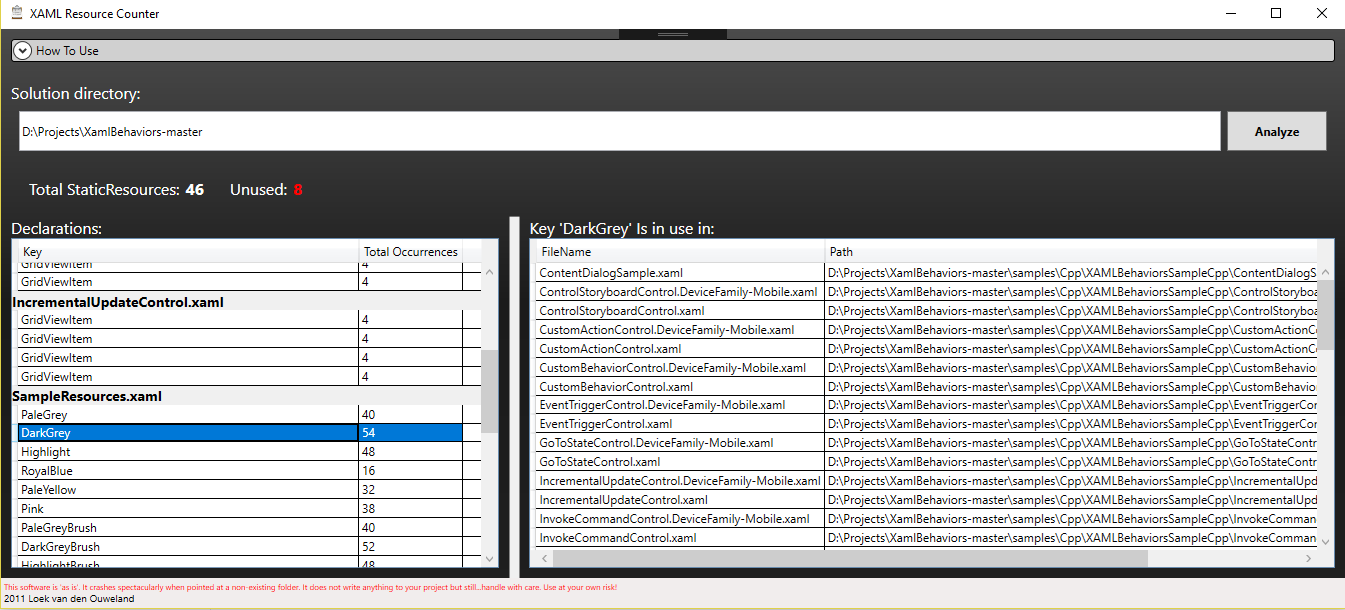 XAML Resource Counter
How To Use
Solution directory:
D:\Projects\XamlBehaviors-master
Analyze
Total StaticResources: 46 Unused: 8
Declarations:
Key Total Occurrences
GridViewItem 4
GridViewItem 4
IncrementalUpdateControl.xaml
GridViewItem 4
GridViewItem 4
GridViewItem 4
GridViewItem 4
SampleResources.xaml
PaleGrey 40
DarkGrey 54
Highlight 48
RoyalBlue 16
PaleYellow 32
Pink 38
PaleGreyBrush 40
DarkGreyBrush 52
HighlightBrush 48
Key 'DarkGrey' Is in use in:
FileName Path
ContentDialogSample.xaml D:\Projects\XamlBehaviors-master\samples\Cpp\XAMLBehaviorsSampleCpp\ContentDialogS
ControlStoryboardControl.DeviceFamily-Mobile.xaml D:\Projects\XamlBehaviors-master\samples\Cpp\XAMLBehaviorsSampleCpp\ControlStoryboa
ControlStoryboardControl.xaml D:\Projects\XamlBehaviors-master\samples\Cpp\XAMLBehaviorsSampleCpp\ControlStoryboa
CustomActionControl.DeviceFamily-Mobile.xaml D:\Projects\XamlBehaviors-master\samples\Cpp\XAMLBehaviorsSampleCpp\CustomActionCo
CustomActionControl.xaml D:\Projects\XamlBehaviors-master\samples\Cpp\XAMLBehaviorsSampleCpp\CustomActionCo
CustomBehaviorControl.DeviceFamily-Mobile.xaml D:\Projects\XamlBehaviors-master\samples\Cpp\XAMLBehaviorsSampleCpp\CustomBehavio
CustomBehaviorControl.xaml D:\Projects\XamlBehaviors-master\samples\Cpp\XAMLBehaviorsSampleCpp\CustomBehavio
EventTriggerControl.DeviceFamily-Mobile.xaml D:\Projects\XamlBehaviors-master\samples\Cpp\XAMLBehaviorsSampleCpp\EventTriggerCor
EventTriggerControl.xaml D:\Projects\XamlBehaviors-master\samples\Cpp\XAMLBehaviorsSampleCpp\EventTriggerCor
GoToStateControl.DeviceFamily-Mobile.xaml D:\Projects\XamlBehaviors-master\samples\Cpp\XAMLBehaviorsSampleCpp\GoToStateContr
GoToStateControl.xaml D:\Projects\XamlBehaviors-master\samples\Cpp\XAMLBehaviorsSampleCpp\GoToStateContr
IncrementalUpdateControl.DeviceFamily-Mobile.xaml D:\Projects\XamlBehaviors-master\samples\Cpp\XAMLBehaviorsSampleCpp\IncrementalUpd
IncrementalUpdateControl.xaml D:\Projects\XamlBehaviors-master\samples\Cpp\XAMLBehaviorsSampleCpp\IncrementalUpd
InvokeCommandControl.DeviceFamily-Mobile.xaml D:\Projects\XamlBehaviors-master\samples\Cpp\XAMLBehaviorsSampleCpp\InvokeComman
InvokeCommandControl.xaml D:\Projects\XamlBehaviors-master\samples\Cpp\XAMLBehaviorsSampleCpp\InvokeComman
This software is 'as is'. It crashes spectacularly when pointed at a non-existing folder. It does not write anything to your project but still...handle with care. Use at your own risk!
2011 Loek van den Ouweland